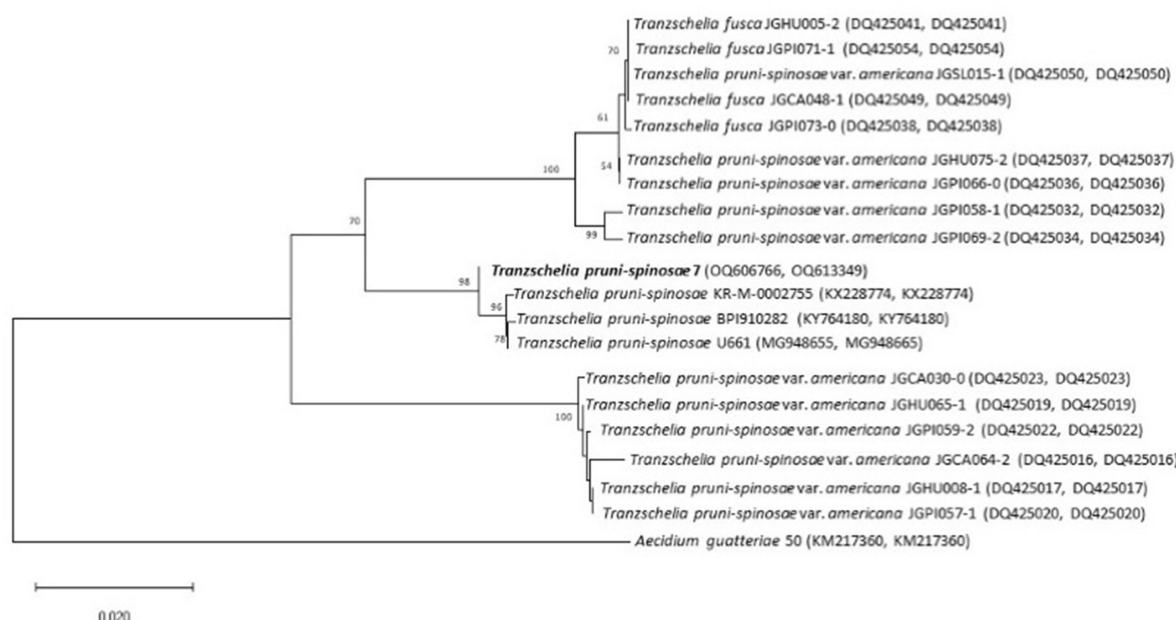 Tranzschelia fusca JGHU005-2 (DQ425041, DQ425041)
70
Tranzschelia fusca JGPI071-1 (DQ425054, DQ425054)
Tranzschelia pruni-spinosae var. americana JGSL015-1 (DQ425050, DQ425050)
Tranzschelia fusca JGCA048-1 (DQ425049, DQ425049)
61
Tranzschelia fusca JGPI073-0 (DQ425038, DQ425038)
Tranzschelia pruni-spinosae var. americana JGHU075-2 (DQ425037, DQ425037)
100
54
Tranzschelia pruni-spinosae var. americana JGPI066-0 (DQ425036, DQ425036)
Tranzschelia pruni-spinosae var. americana JGPI058-1 (DQ425032, DQ425032)
70
99
Tranzschelia pruni-spinosae var. americana JGPI069-2 (DQ425034, DQ425034)
Tranzschelia pruni-spinosae 7 (OQ606766, OQ613349)
98
Tranzschelia pruni-spinosae KR-M-0002755 (KX228774, KX228774)
96
Tranzschelia pruni-spinosae BPI910282 (KY764180, KY764180)
78
Tranzschelia pruni-spinosae U661 (MG948655, MG948665)
Tranzschelia pruni-spinosae var. americana JGCA030-0 (DQ425023, DQ425023)
Tranzschelia pruni-spinosae var. americana JGHU065-1 (DQ425019, DQ425019)
100
Tranzschelia pruni-spinosae var. americana JGPI059-2 (DQ425022, DQ425022)
Tranzschelia pruni-spinosae var. americana JGCA064-2 (DQ425016, DQ425016)
Tranzschelia pruni-spinosae var. americana JGHU008-1 (DQ425017, DQ425017)
Tranzschelia pruni-spinosae var. americana JGPI057-1 (DQ425020, DQ425020)
Aecidium guatteriae 50 (KM217360, KM217360)
0.020